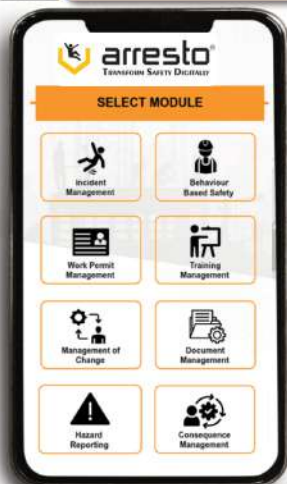 arresto®
TRANSFORM SAFETY DIGITALLY
SELECT MODULE
Incident
Management
Behaviour
Based Safety
Work Permit
Management
Training
Management
Management of
Change
Document
Management
Hazard
Reporting
Consequence
Management